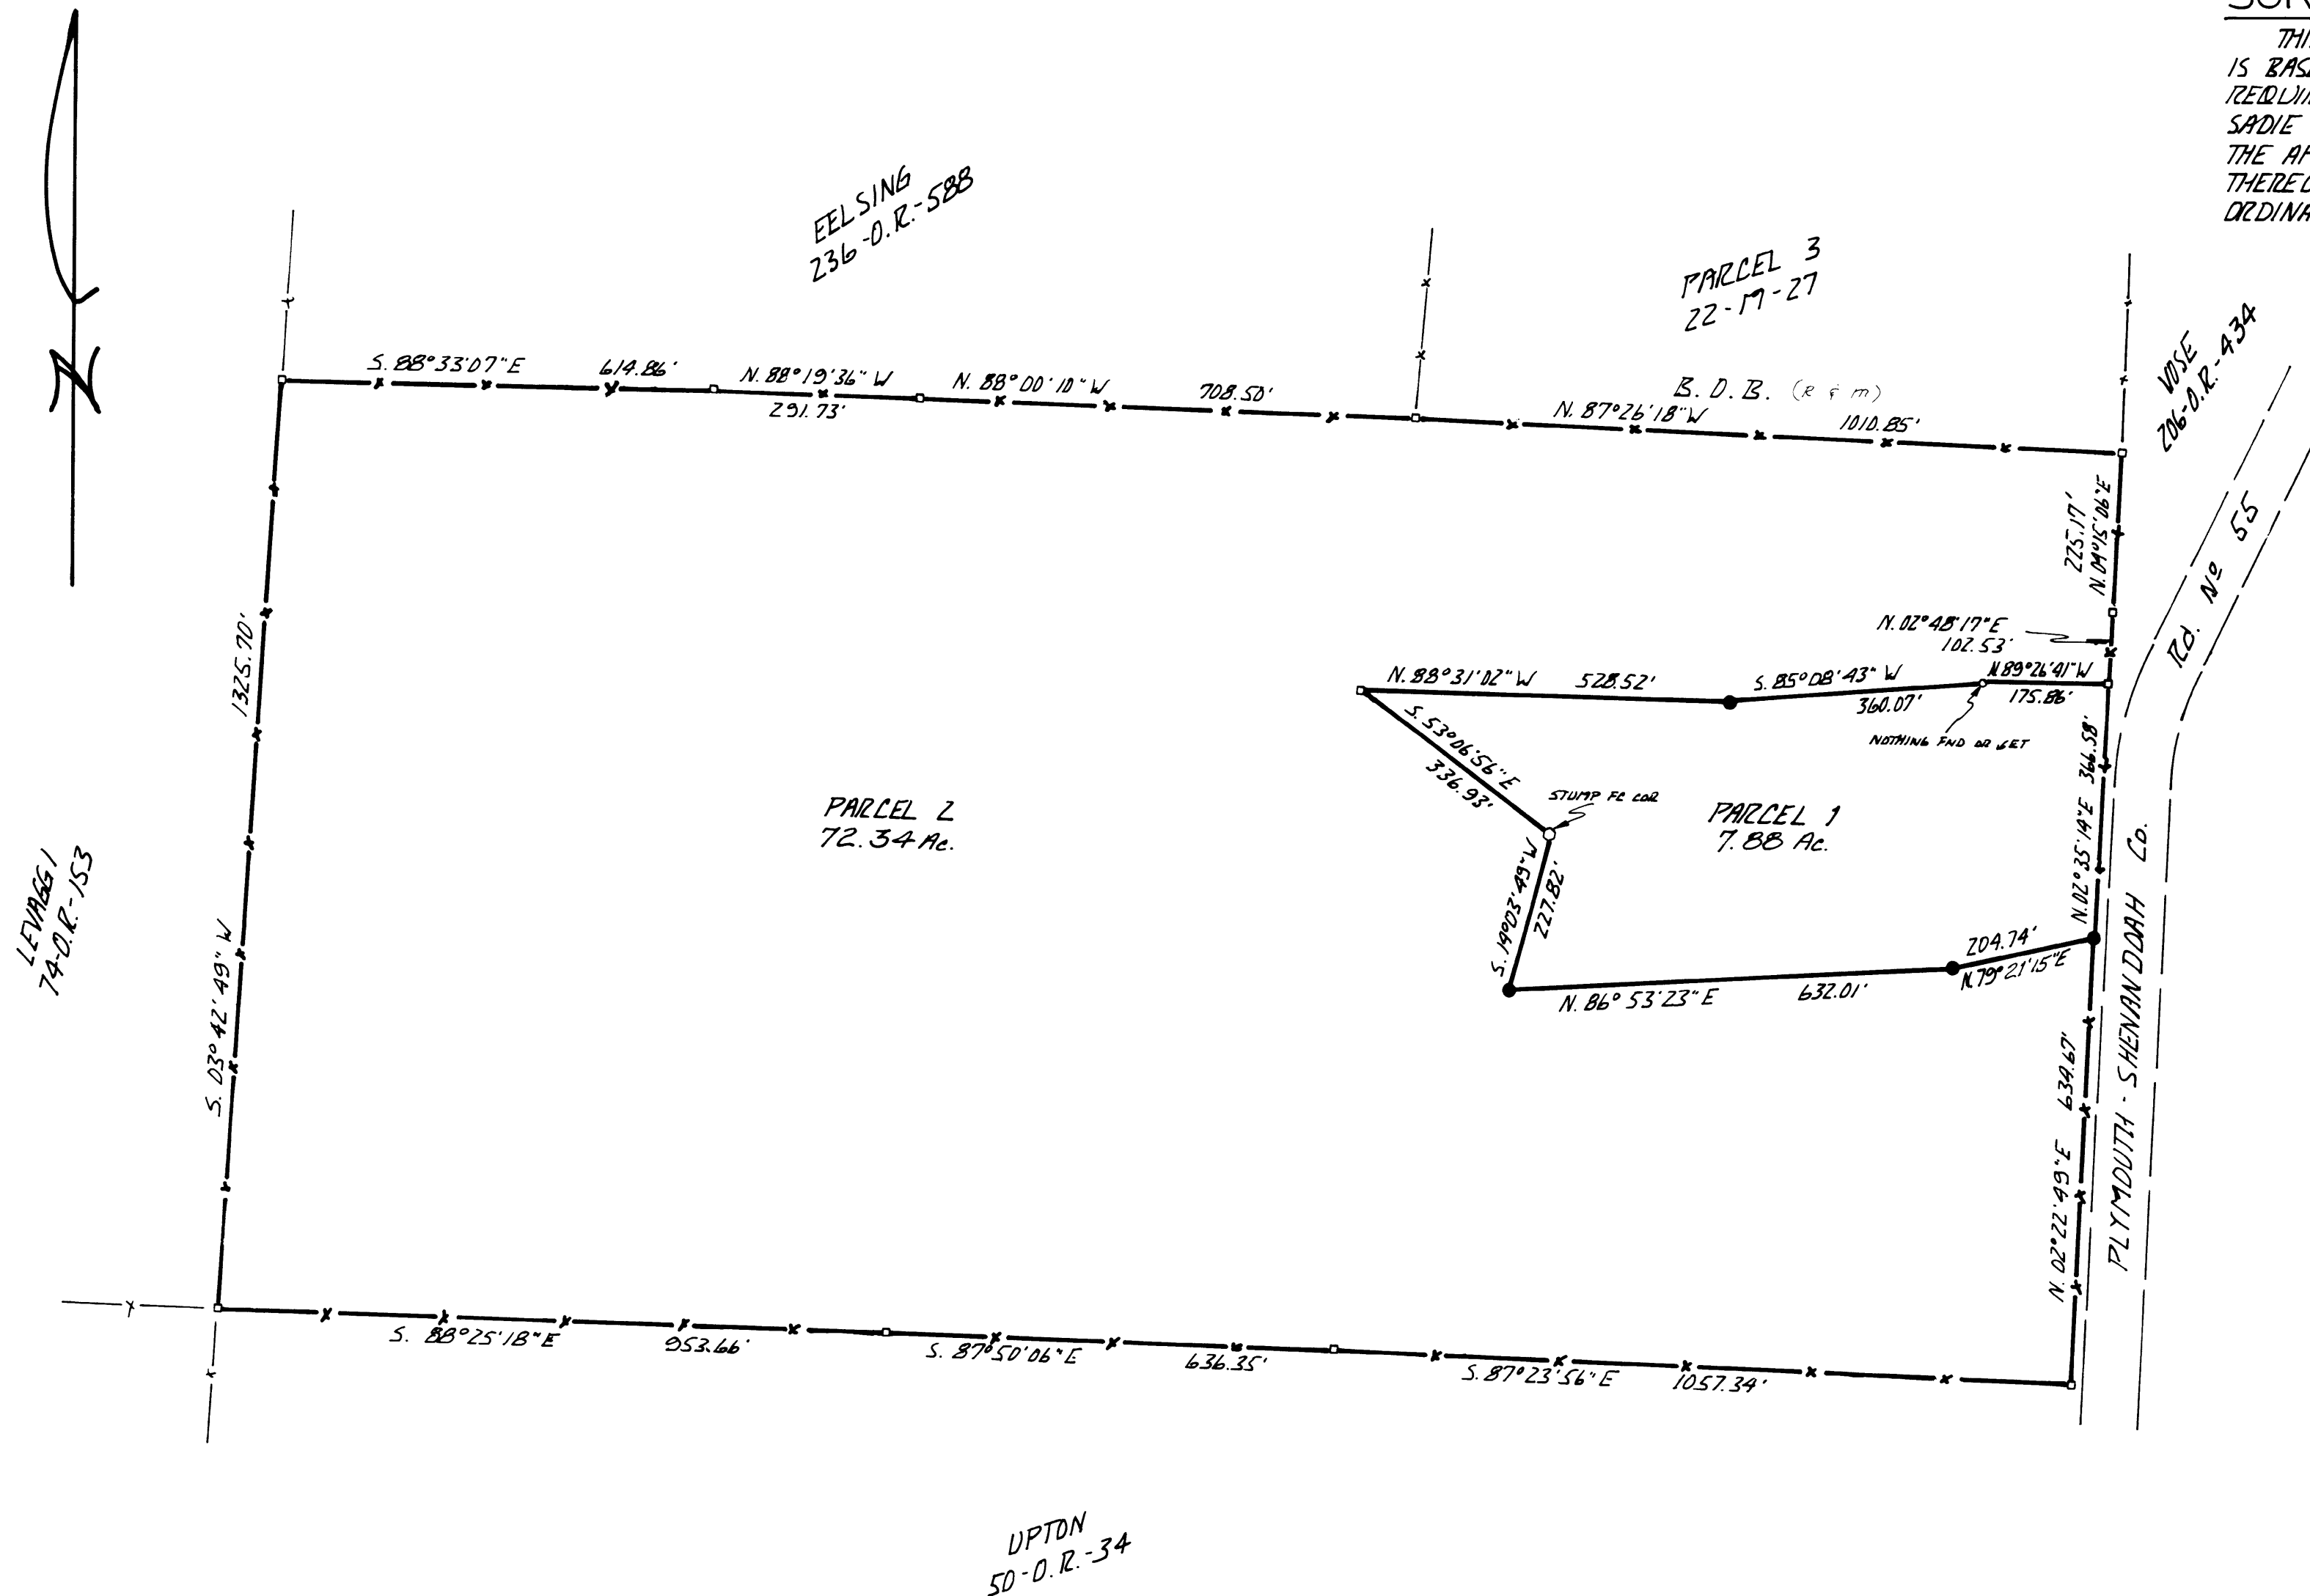 THI
IS BAS
REQUI
SADIE
THE A
THERE
ORDINA
EELSING
236-O.R.-588
PARCEL 3
22-M-27
VOSE
206-O.R.-434
S. 88°33'07"E 614.86'
N. 88°19'36" W
291.73'
N. 88°00'10"W 708.50'
B.O.B. (R & M)
N. 87°26'18"W 1010.85'
225.17'
N.04°15'06"E
Rd. Nº 55
N. 02°48'17"E
102.53'
N. 88°31'02"W 528.52'
S. 85°08'43" W
360.07'
N.89°26'41"W
175.86'
NOTHING FND OR SET
S. 53°06'56"E
336.93'
STUMP FC COR
PARCEL 1
7.88 Ac.
PARCEL 2
72.34 Ac.
1325.70'
S. 03°42'49" W
LEVAGGI
74-O.R.-153
S. 14°03'49"W
227.82'
N.02°35'14"E 366.58'
204.74'
N.79°21'15"E
N. 86°53'23"E 632.01'
N. 02°22'49"E 634.67'
PLYMOUTH - SHENANDOAH Co.
S. 88°25'18"E 953.66'
S. 87°50'06"E 636.35'
S. 87°23'56"E 1057.34'
UPTON
50-O.R.-34
N